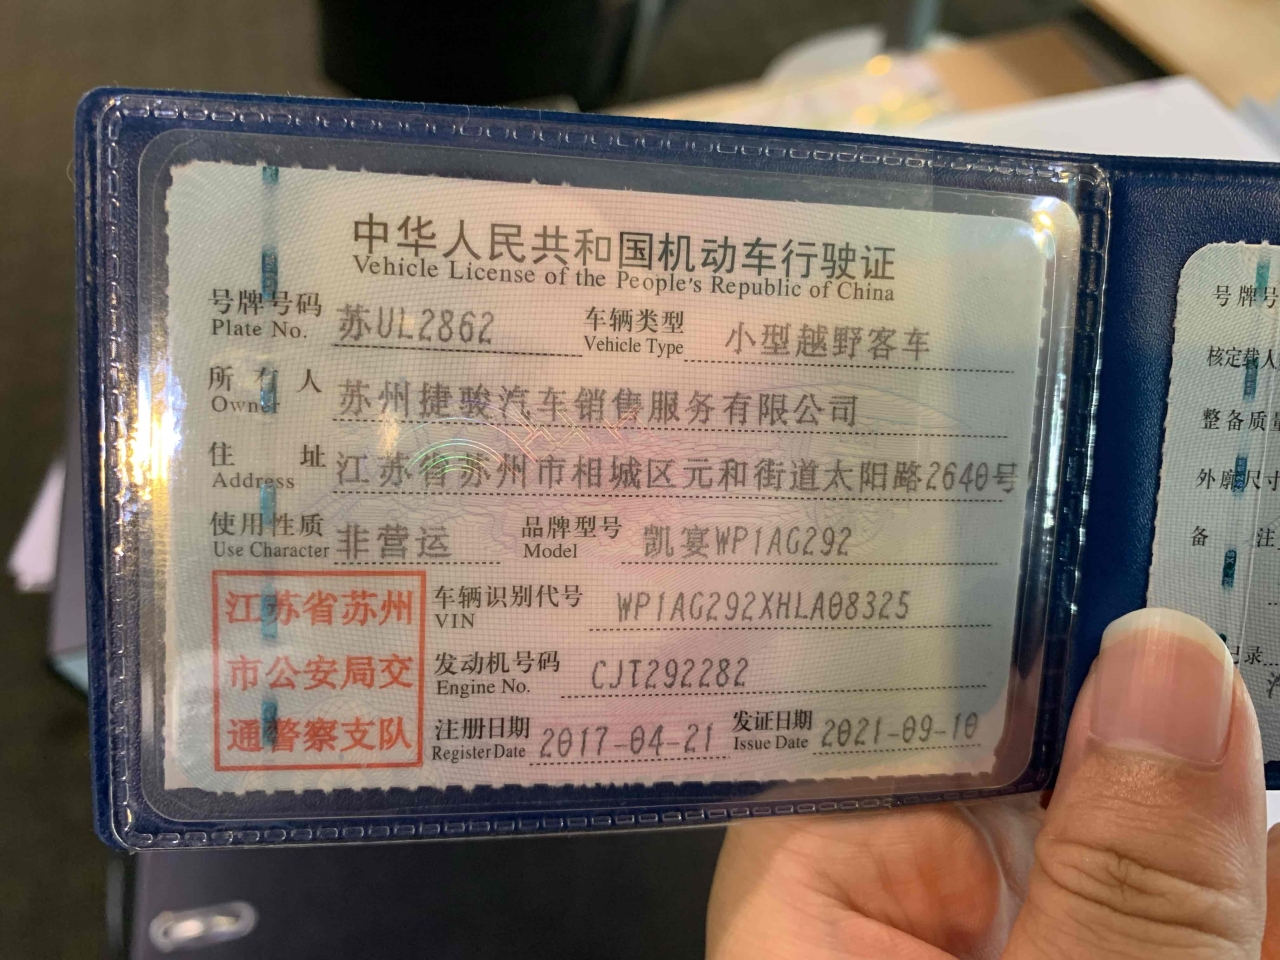 中华人民共和国机动车行驶证
Vehicle License of the People's Republic of China
号牌号码 苏UL2862 车辆类型 小型越野客车
Plate No. Vehicle Type
所有人 苏州捷骏汽车销售服务有限公司
Owner
住址 江苏省苏州市相城区元和街道太阳路2640号
Address
使用性质 非营运 品牌型号 凯宴WP1AG292
Use Character Model
江苏省苏州
市公安局交
通警察支队
车辆识别代号 WP1AG292XHLA08325
VIN
发动机号码 CJT292282
Engine No.
注册日期 2017-04-21 发证日期 2021-09-10
Register Date Issue Date
号牌号
核定载人
整备质量
外廓尺寸
备注
记录